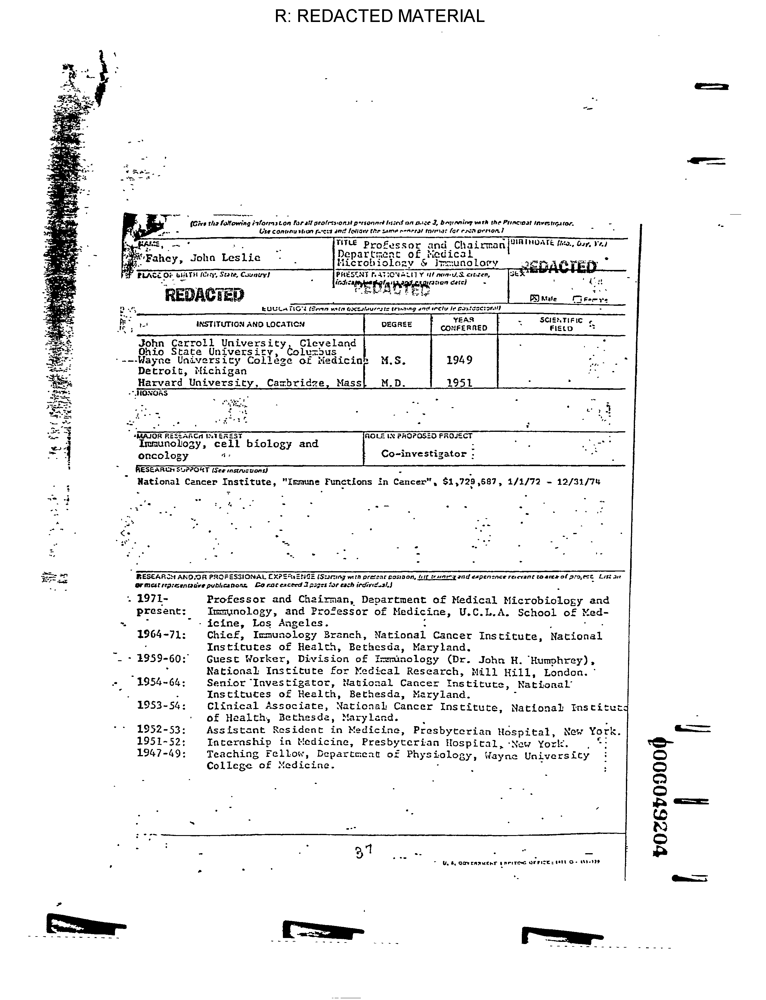 R: REDACTED MATERIAL
(Give the following information for all professional personnel listed on page 3, beginning with the Principal Investigator.
Use continuation pages and follow the same general format for each person.)
NAME
Fahey, John Leslie
TITLE Professor and Chairman
Department of Medical
Microbiology & Immunology
BIRTHDATE (Mo., Day, Yr.)
REDACTED
PLACE OF BIRTH (City, State, Country)
REDACTED
PRESENT NATIONALITY (If non-U.S. citizen,
REDACTED
SEX
Male
EDUCATION (Begin with baccalaureate training and include postdoctoral)
INSTITUTION AND LOCATION
DEGREE
YEAR
CONFERRED
SCIENTIFIC
FIELD
John Carroll University, Cleveland
Ohio State University, Columbus
Wayne University College of Medicine M.S. 1949
Detroit, Michigan
Harvard University, Cambridge, Mass M.D. 1951
HONORS
MAJOR RESEARCH INTEREST
Immunology, cell biology and
oncology
ROLE IN PROPOSED PROJECT
Co-investigator
RESEARCH SUPPORT (See instructions)
National Cancer Institute, "Immune Functions in Cancer", $1,729,687, 1/1/72 - 12/31/74
RESEARCH AND/OR PROFESSIONAL EXPERIENCE (Starting with present position, list training and experience relevant to area of project. List all
or most representative publications. Do not exceed 3 pages for each individual.)
1971- Professor and Chairman, Department of Medical Microbiology and
present: Immunology, and Professor of Medicine, U.C.L.A. School of Med-
icine, Los Angeles.
1964-71: Chief, Immunology Branch, National Cancer Institute, National
Institutes of Health, Bethesda, Maryland.
1959-60: Guest Worker, Division of Immunology (Dr. John H. Humphrey),
National Institute for Medical Research, Mill Hill, London.
1954-64: Senior Investigator, National Cancer Institute, National
Institutes of Health, Bethesda, Maryland.
1953-54: Clinical Associate, National Cancer Institute, National Institute
of Health, Bethesda, Maryland.
1952-53: Assistant Resident in Medicine, Presbyterian Hospital, New York.
1951-52: Internship in Medicine, Presbyterian Hospital, New York.
1947-49: Teaching Fellow, Department of Physiology, Wayne University
College of Medicine.
37
U. S. GOVERNMENT PRINTING OFFICE